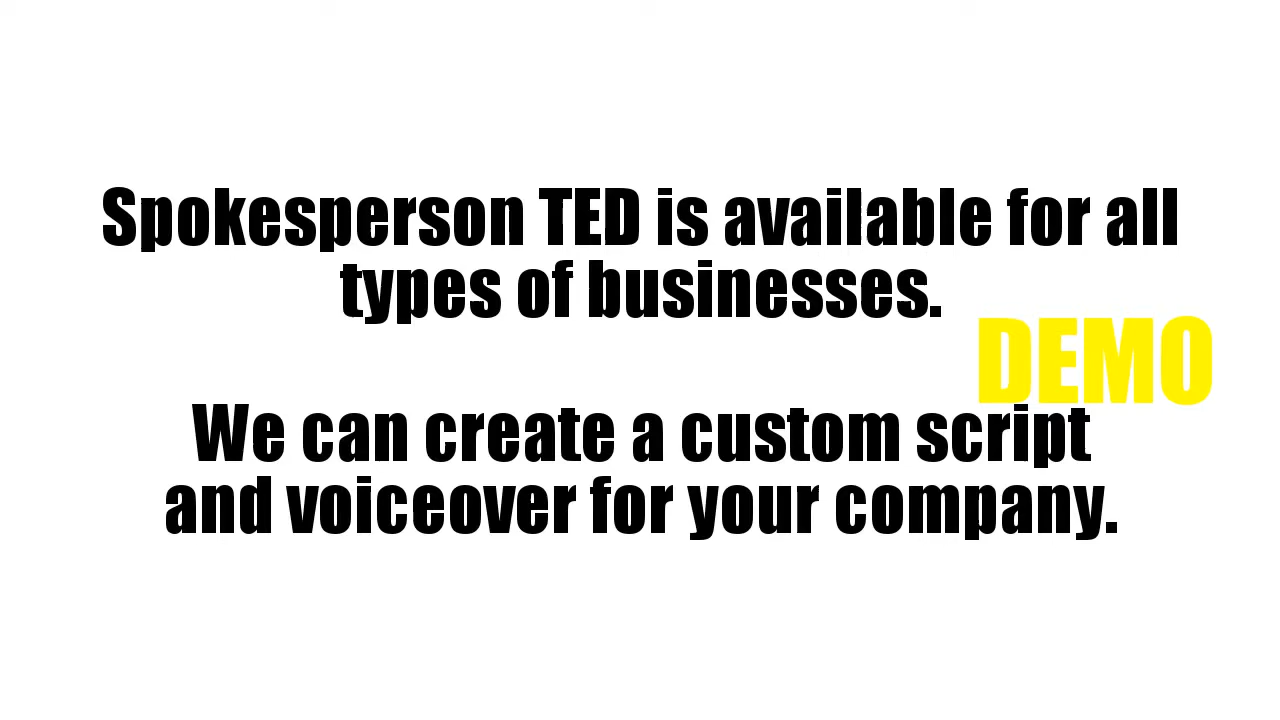 Spokesperson TED is available for all
types of businesses.
DEMO
We can create a custom script
and voiceover for your company.